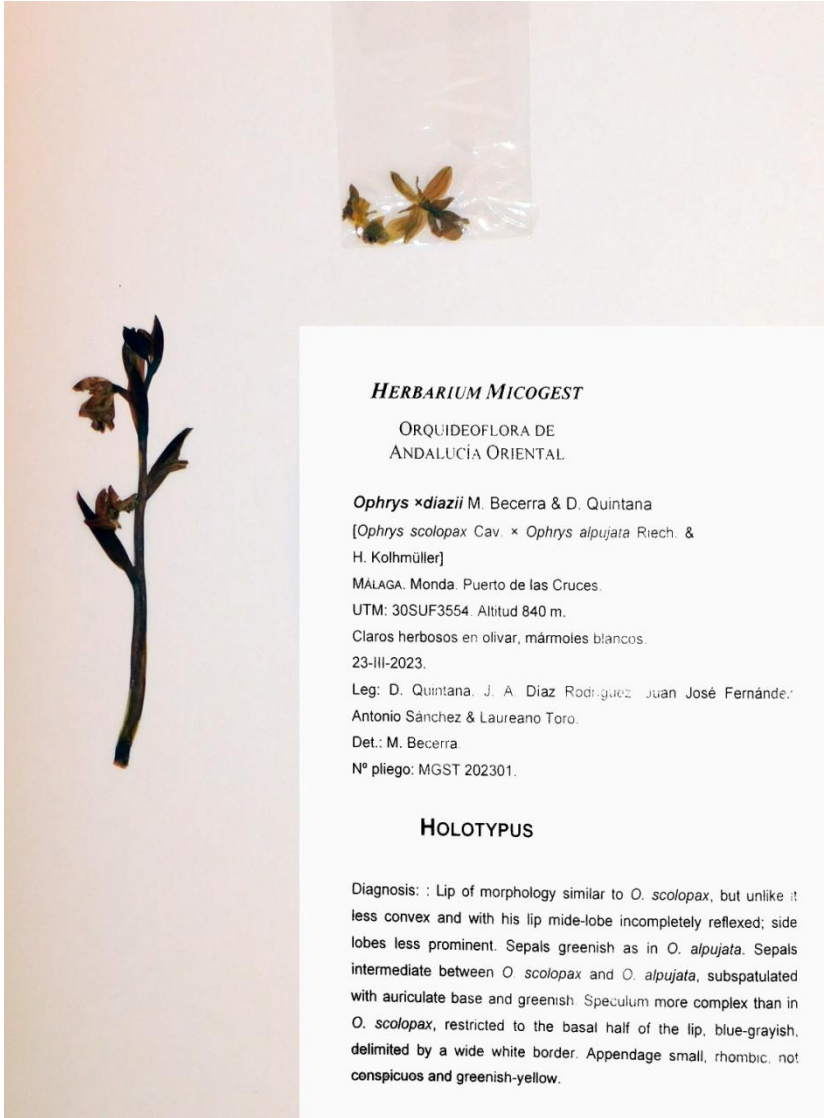 HERBARIUM MICOGEST
ORQUIDEOFLORA DE
ANDALUCÍA ORIENTAL
Ophrys ×diazii M. Becerra & D. Quintana
[Ophrys scolopax Cav. × Ophrys alpujata Riech. &
H. Kolhmüller]
MÁLAGA. Monda. Puerto de las Cruces.
UTM: 30SUF3554. Altitud 840 m.
Claros herbosos en olivar, mármoles blancos.
23-III-2023.
Leg: D. Quintana, J. A. Díaz Rodríguez Juan José Fernánde
Antonio Sánchez & Laureano Toro.
Det.: M. Becerra.
Nº pliego: MGST 202301.
HOLOTYPUS
Diagnosis: : Lip of morphology similar to O. scolopax, but unlike it
less convex and with his lip mide-lobe incompletely reflexed; side
lobes less prominent. Sepals greenish as in O. alpujata. Sepals
intermediate between O. scolopax and O. alpujata, subspatulated
with auriculate base and greenish. Speculum more complex than in
O. scolopax, restricted to the basal half of the lip, blue-grayish,
delimited by a wide white border. Appendage small, rhombic, not
conspicuos and greenish-yellow.